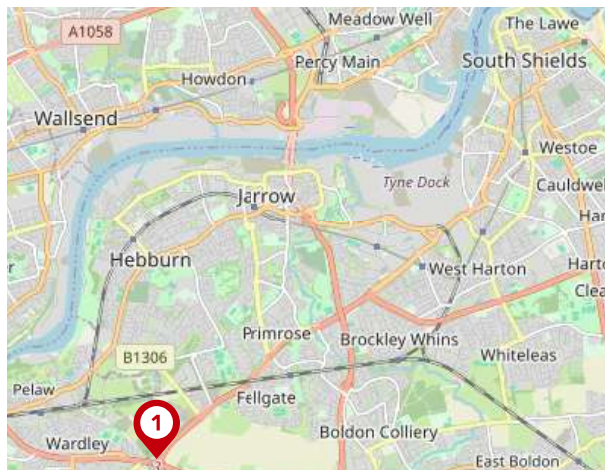 Meadow Well
The Lawe
A1058
Percy Main
South Shields
Howdon
Wallsend
Westoe
Tyne Dock
Cauldwel
Jarrow
Har
Hebburn
West Harton
Harto
Clea
Primrose
Brockley Whins
B1306
Whiteleas
Pelaw
Fellgate
1
Boldon Colliery
Wardley
East Boldon